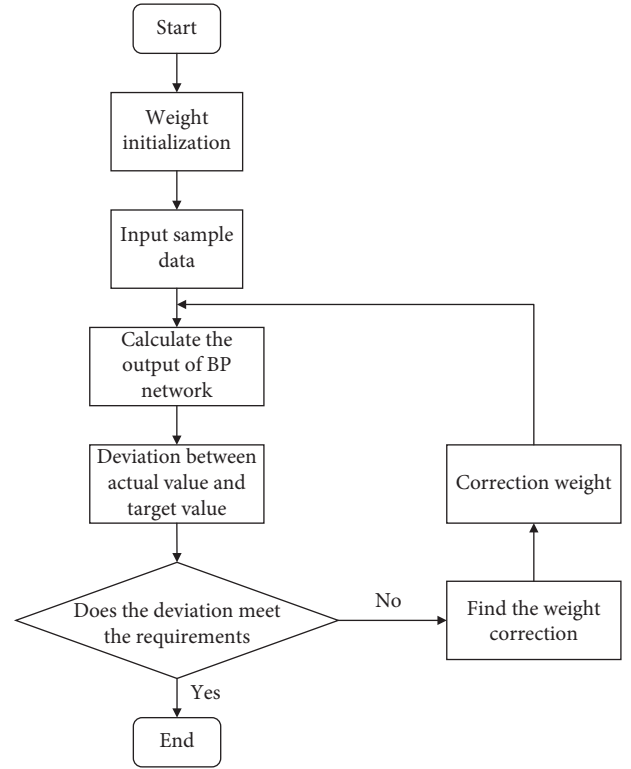 Start
Weight
initialization
Input sample
data
Calculate the
output of BP
network
Deviation between
actual value and
target value
Does the deviation meet
the requirements
No
Find the weight
correction
Correction weight
Yes
End